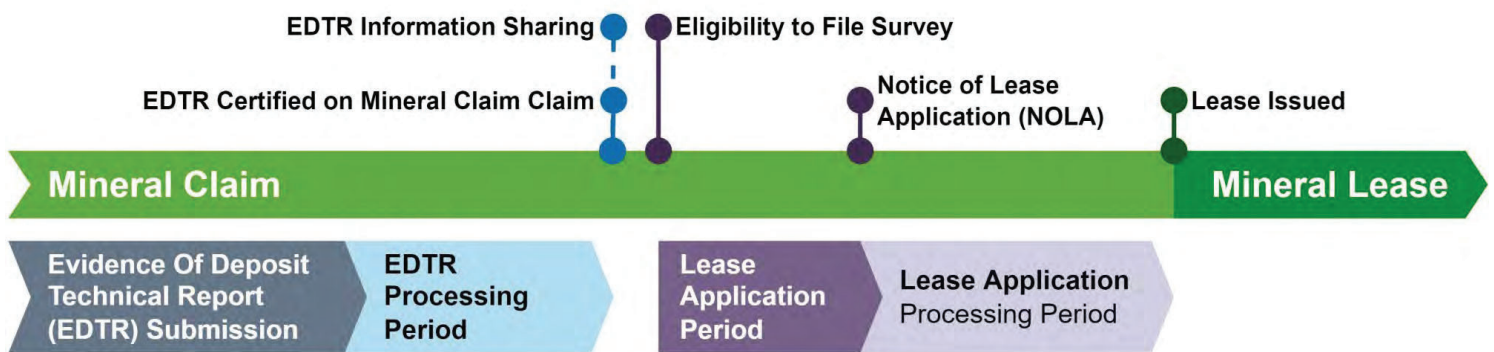 EDTR Information Sharing
Eligibility to File Survey
EDTR Certified on Mineral Claim Claim
Notice of Lease
Application (NOLA)
Lease Issued
Mineral Claim
Mineral Lease
Evidence Of Deposit
Technical Report
(EDTR) Submission
EDTR
Processing
Period
Lease
Application
Period
Lease Application
Processing Period